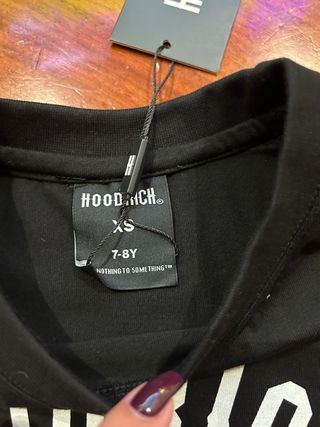 H
H
HOODRICH®
XS
7-8Y
NOTHING TO SOMETHING™